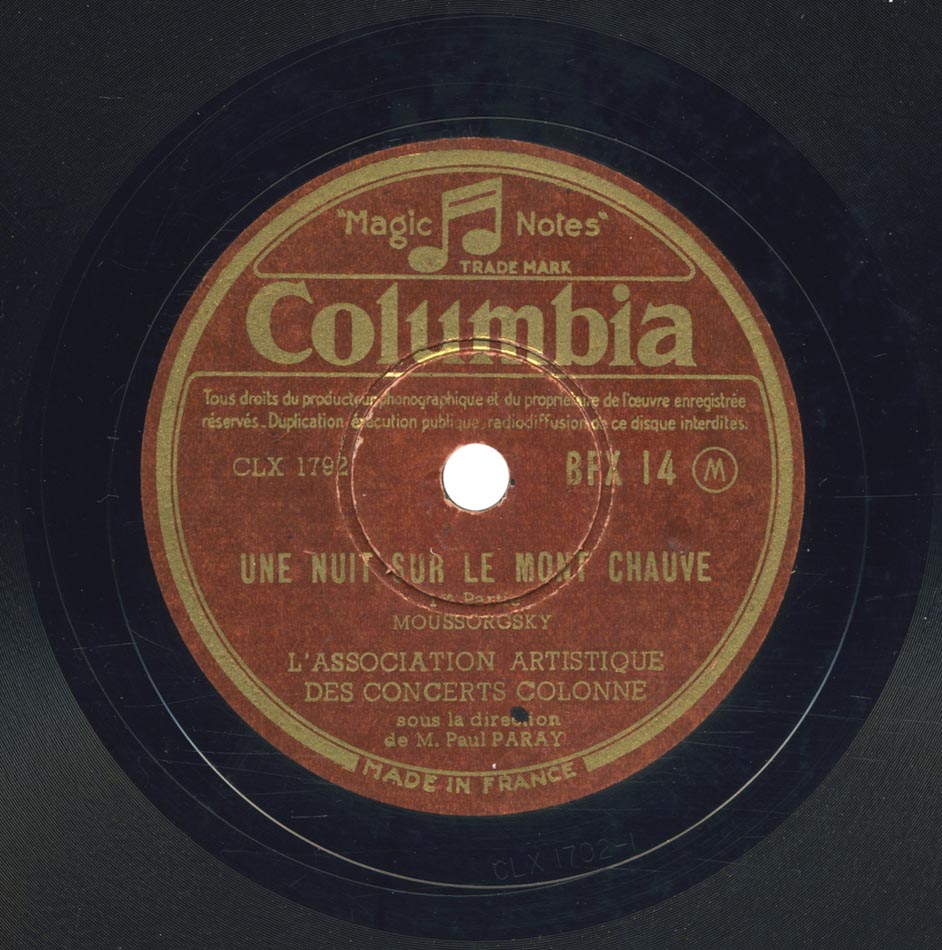 "Magic Notes"
TRADE MARK
Columbia
Tous droits du producteur phonographique et du propriétaire de l'œuvre enregistrée
réservés_Duplication, exécution publique, radiodiffusion de ce disque interdites.
CLX 1792 BFX 14 M
UNE NUIT SUR LE MONT CHAUVE
Partie
MOUSSORGSKY
L'ASSOCIATION ARTISTIQUE
DES CONCERTS COLONNE
sous la direction
de M. Paul PARAY
MADE IN FRANCE
CLX 1792-1